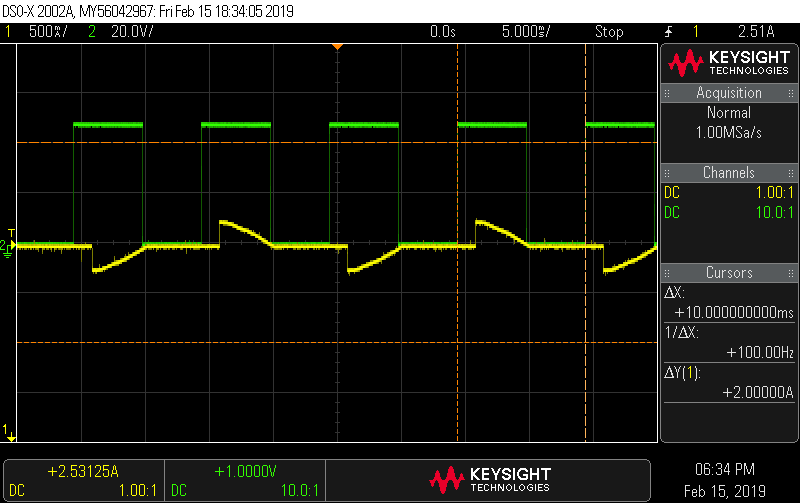 DSO-X 2002A, MY56042967: Fri Feb 15 18:34:05 2019
1 500%/ 2 20.0V/ 0.0s 5.000%/ Stop 1 2.51A
KEYSIGHT
TECHNOLOGIES
Acquisition
Normal
1.00MSa/s
Channels
DC 1.00:1
DC 10.0:1
Cursors
ΔX:
+10.000000000ms
1/ΔX:
+100.00Hz
ΔY(1):
+2.00000A
T
2
1
+2.53125A
DC 1.00:1
+1.0000V
DC 10.0:1
KEYSIGHT
TECHNOLOGIES
06:34 PM
Feb 15, 2019